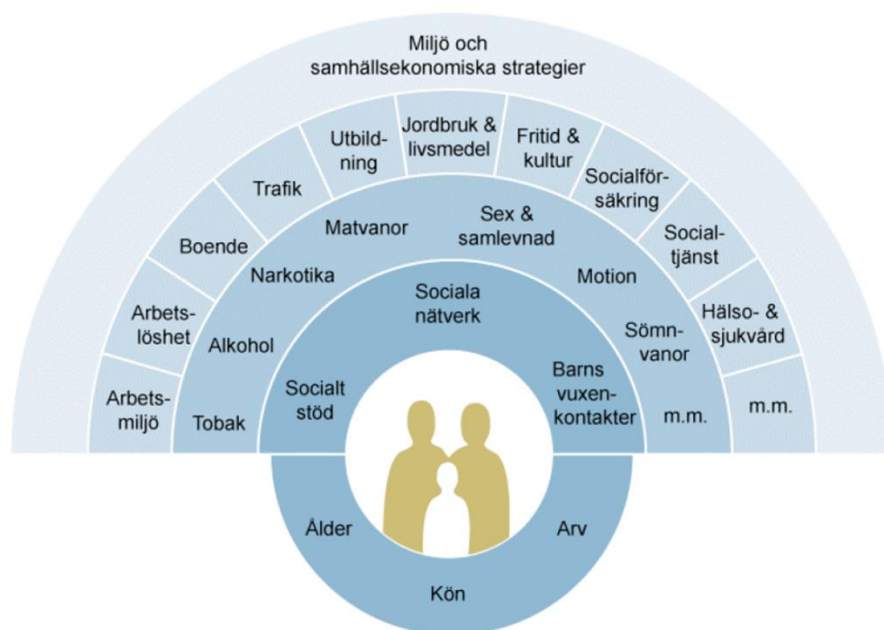 Miljö och
samhällsekonomiska strategier
Arbets-
miljö
Arbets-
löshet
Boende
Trafik
Utbild-
ning
Jordbruk &
livsmedel
Fritid &
kultur
Socialför-
säkring
Social-
tjänst
Hälso- &
sjukvård
m.m.
Tobak
Alkohol
Narkotika
Matvanor
Sex &
samlevnad
Motion
Sömn-
vanor
m.m.
Socialt
stöd
Sociala
nätverk
Barns
vuxen-
kontakter
Ålder
Kön
Arv